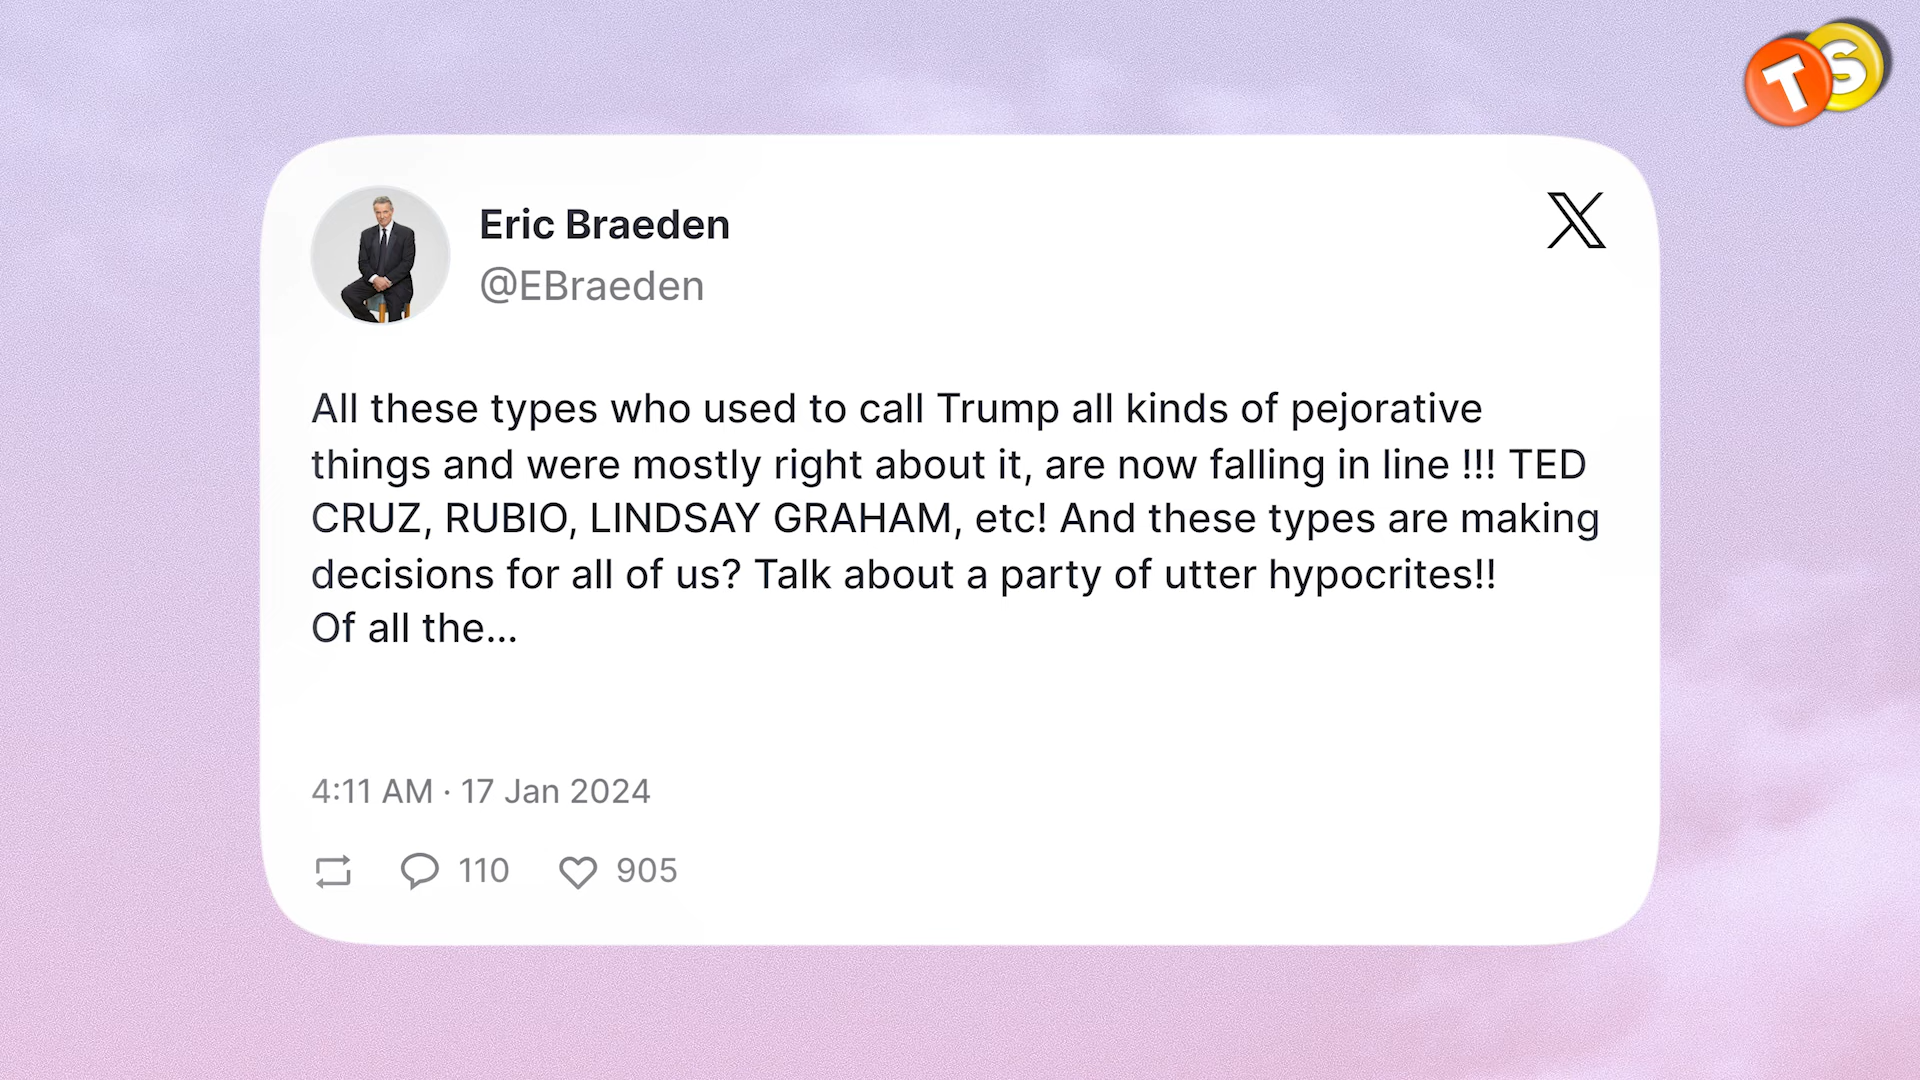 TS
Eric Braeden
@EBraeden
All these types who used to call Trump all kinds of pejorative
things and were mostly right about it, are now falling in line !!! TED
CRUZ, RUBIO, LINDSAY GRAHAM, etc! And these types are making
decisions for all of us? Talk about a party of utter hypocrites!!
Of all the...
4:11 AM · 17 Jan 2024
110 905